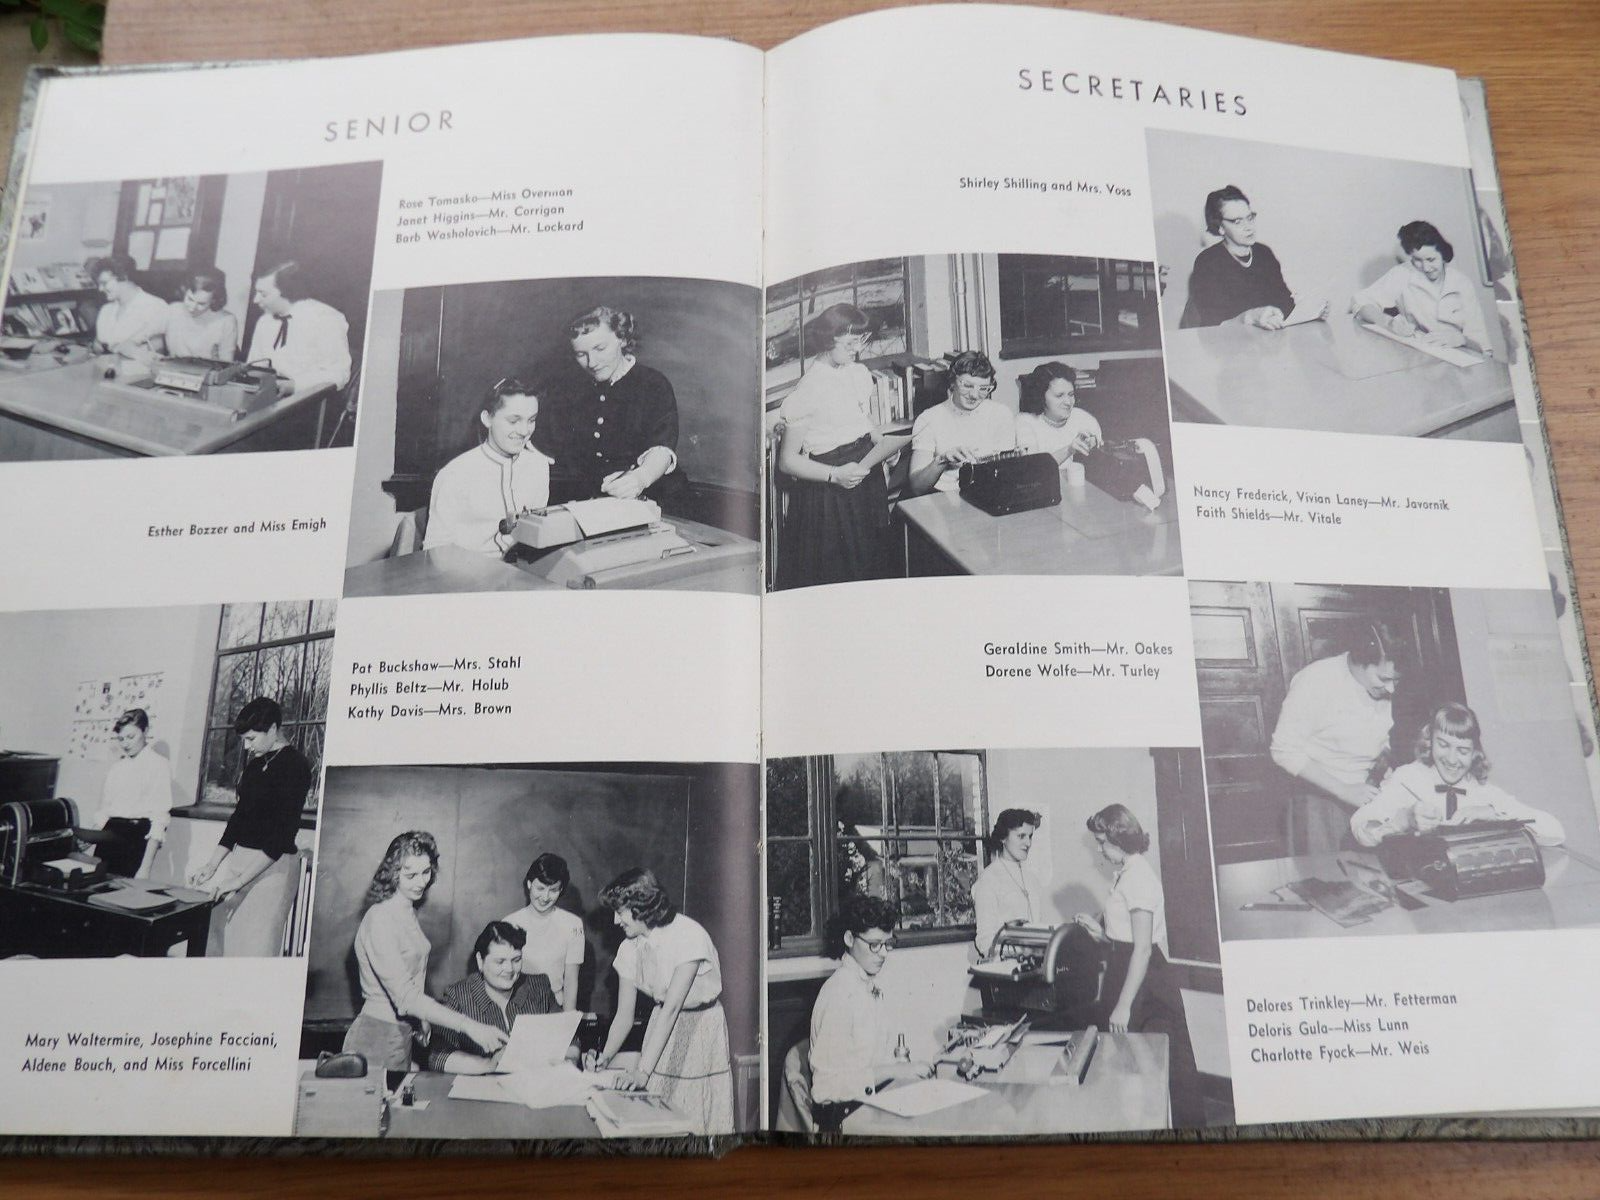 SENIOR
Rose Tomasko—Miss Overman
Janet Higgins—Mr. Corrigan
Barb Washolovich—Mr. Lockard
Esther Bozzer and Miss Emigh
Pat Buckshaw—Mrs. Stahl
Phyllis Beltz—Mr. Holub
Kathy Davis—Mrs. Brown
Mary Waltermire, Josephine Facciani,
Aldene Bouch, and Miss Forcellini
SECRETARIES
Shirley Shilling and Mrs. Voss
Nancy Frederick, Vivian Laney—Mr. Javornik
Faith Shields—Mr. Vitale
Geraldine Smith—Mr. Oakes
Dorene Wolfe—Mr. Turley
Delores Trinkley—Mr. Fetterman
Deloris Gula—Miss Lunn
Charlotte Fyock—Mr. Weis